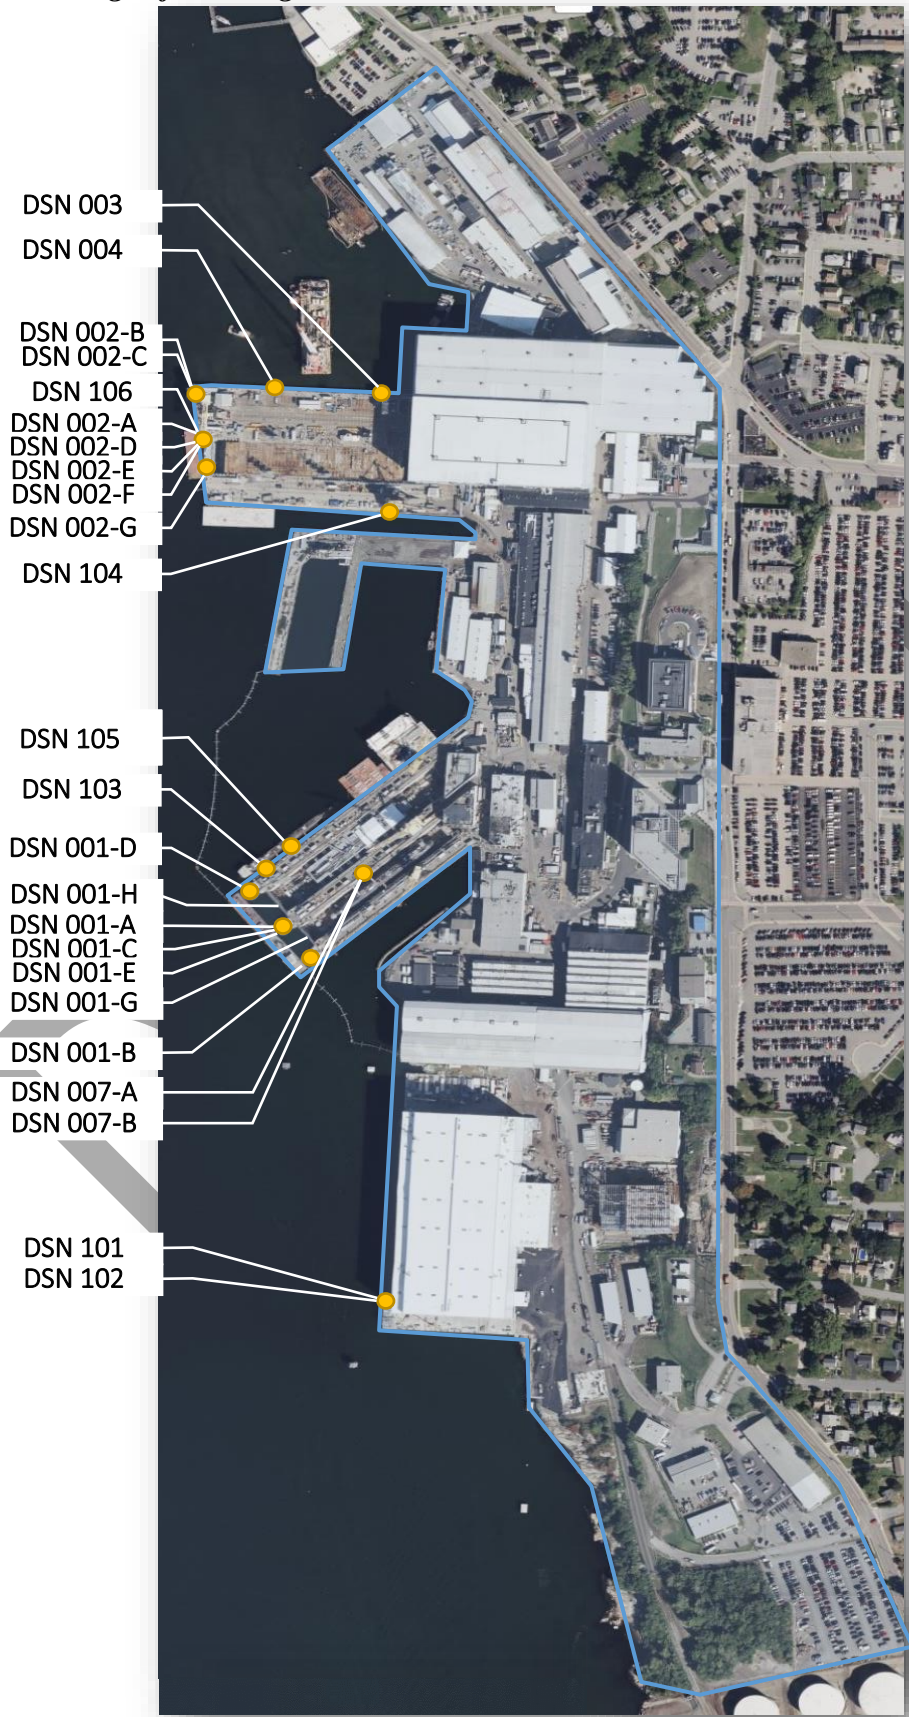 DSN 003
DSN 004
DSN 002-B
DSN 002-C
DSN 106
DSN 002-A
DSN 002-D
DSN 002-E
DSN 002-F
DSN 002-G
DSN 104
DSN 105
DSN 103
DSN 001-D
DSN 001-H
DSN 001-A
DSN 001-C
DSN 001-E
DSN 001-G
DSN 001-B
DSN 007-A
DSN 007-B
DSN 101
DSN 102